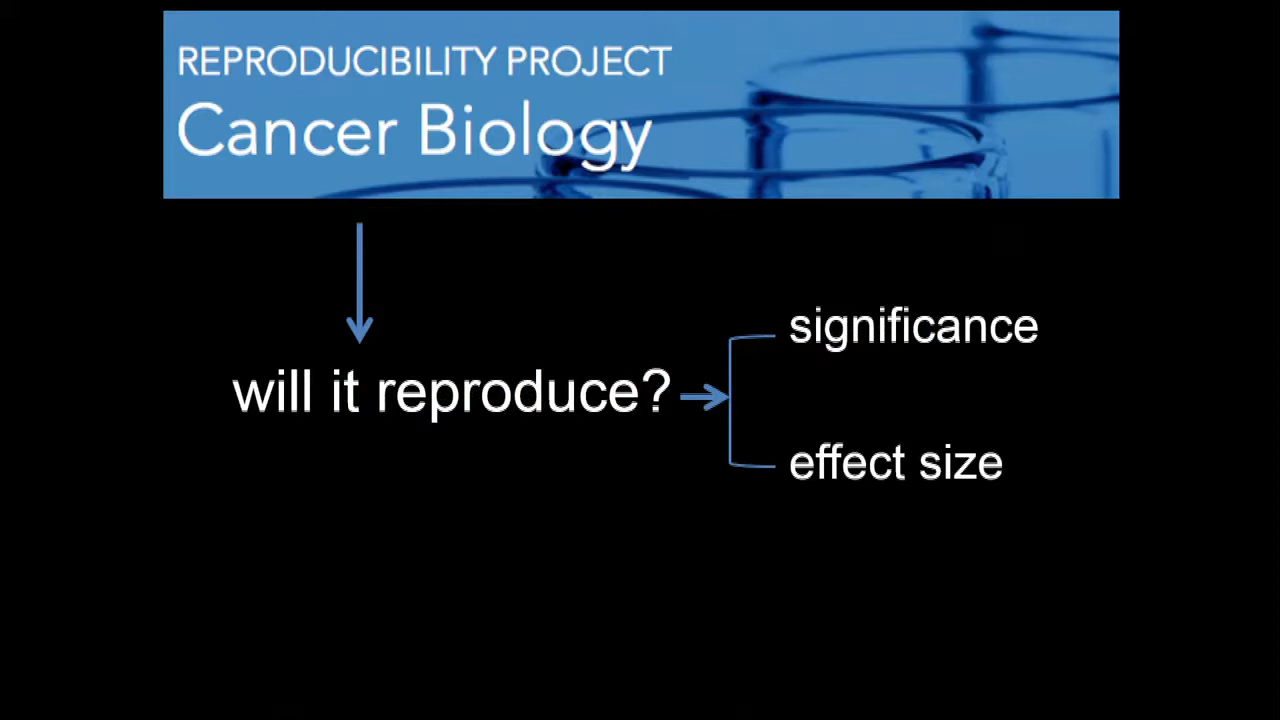 REPRODUCIBILITY PROJECT
Cancer Biology
will it reproduce?
significance
effect size